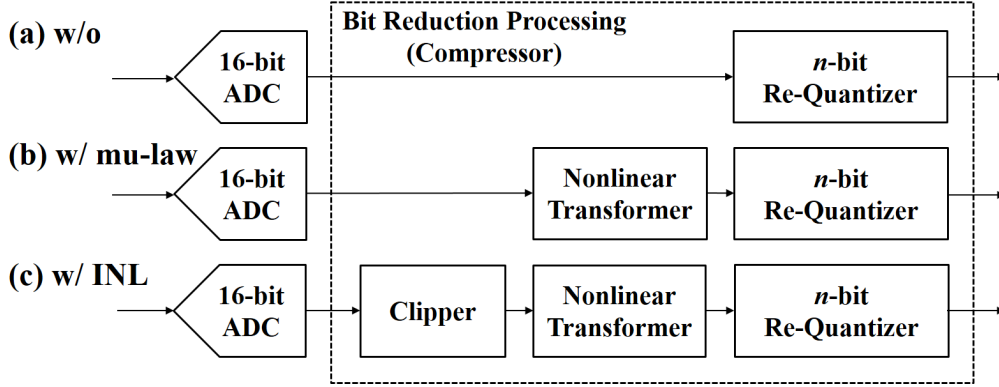 Bit Reduction Processing
(Compressor)
(a) w/o
16-bit
ADC
n-bit
Re-Quantizer
(b) w/ mu-law
16-bit
ADC
Nonlinear
Transformer
n-bit
Re-Quantizer
(c) w/ INL
16-bit
ADC
Clipper
Nonlinear
Transformer
n-bit
Re-Quantizer